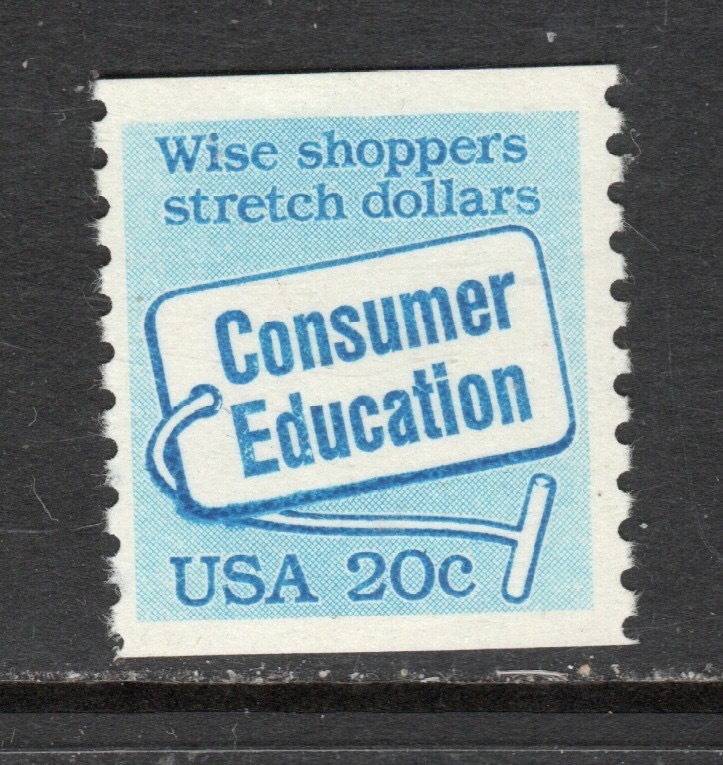 Wise shoppers
stretch dollars
Consumer
Education
USA 20c